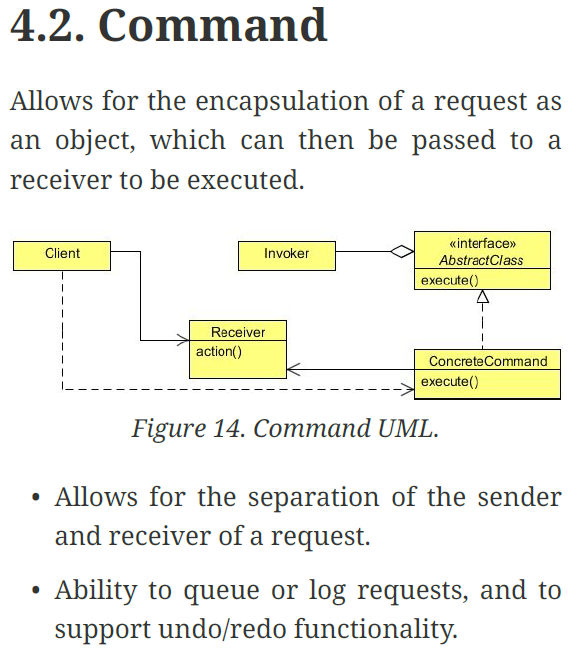 4.2. Command
Allows for the encapsulation of a request as
an object, which can then be passed to a
receiver to be executed.
Client
Invoker
«interface»
AbstractClass
execute()
Receiver
action()
ConcreteCommand
execute()
Figure 14. Command UML.
• Allows for the separation of the sender
and receiver of a request.
• Ability to queue or log requests, and to
support undo/redo functionality.